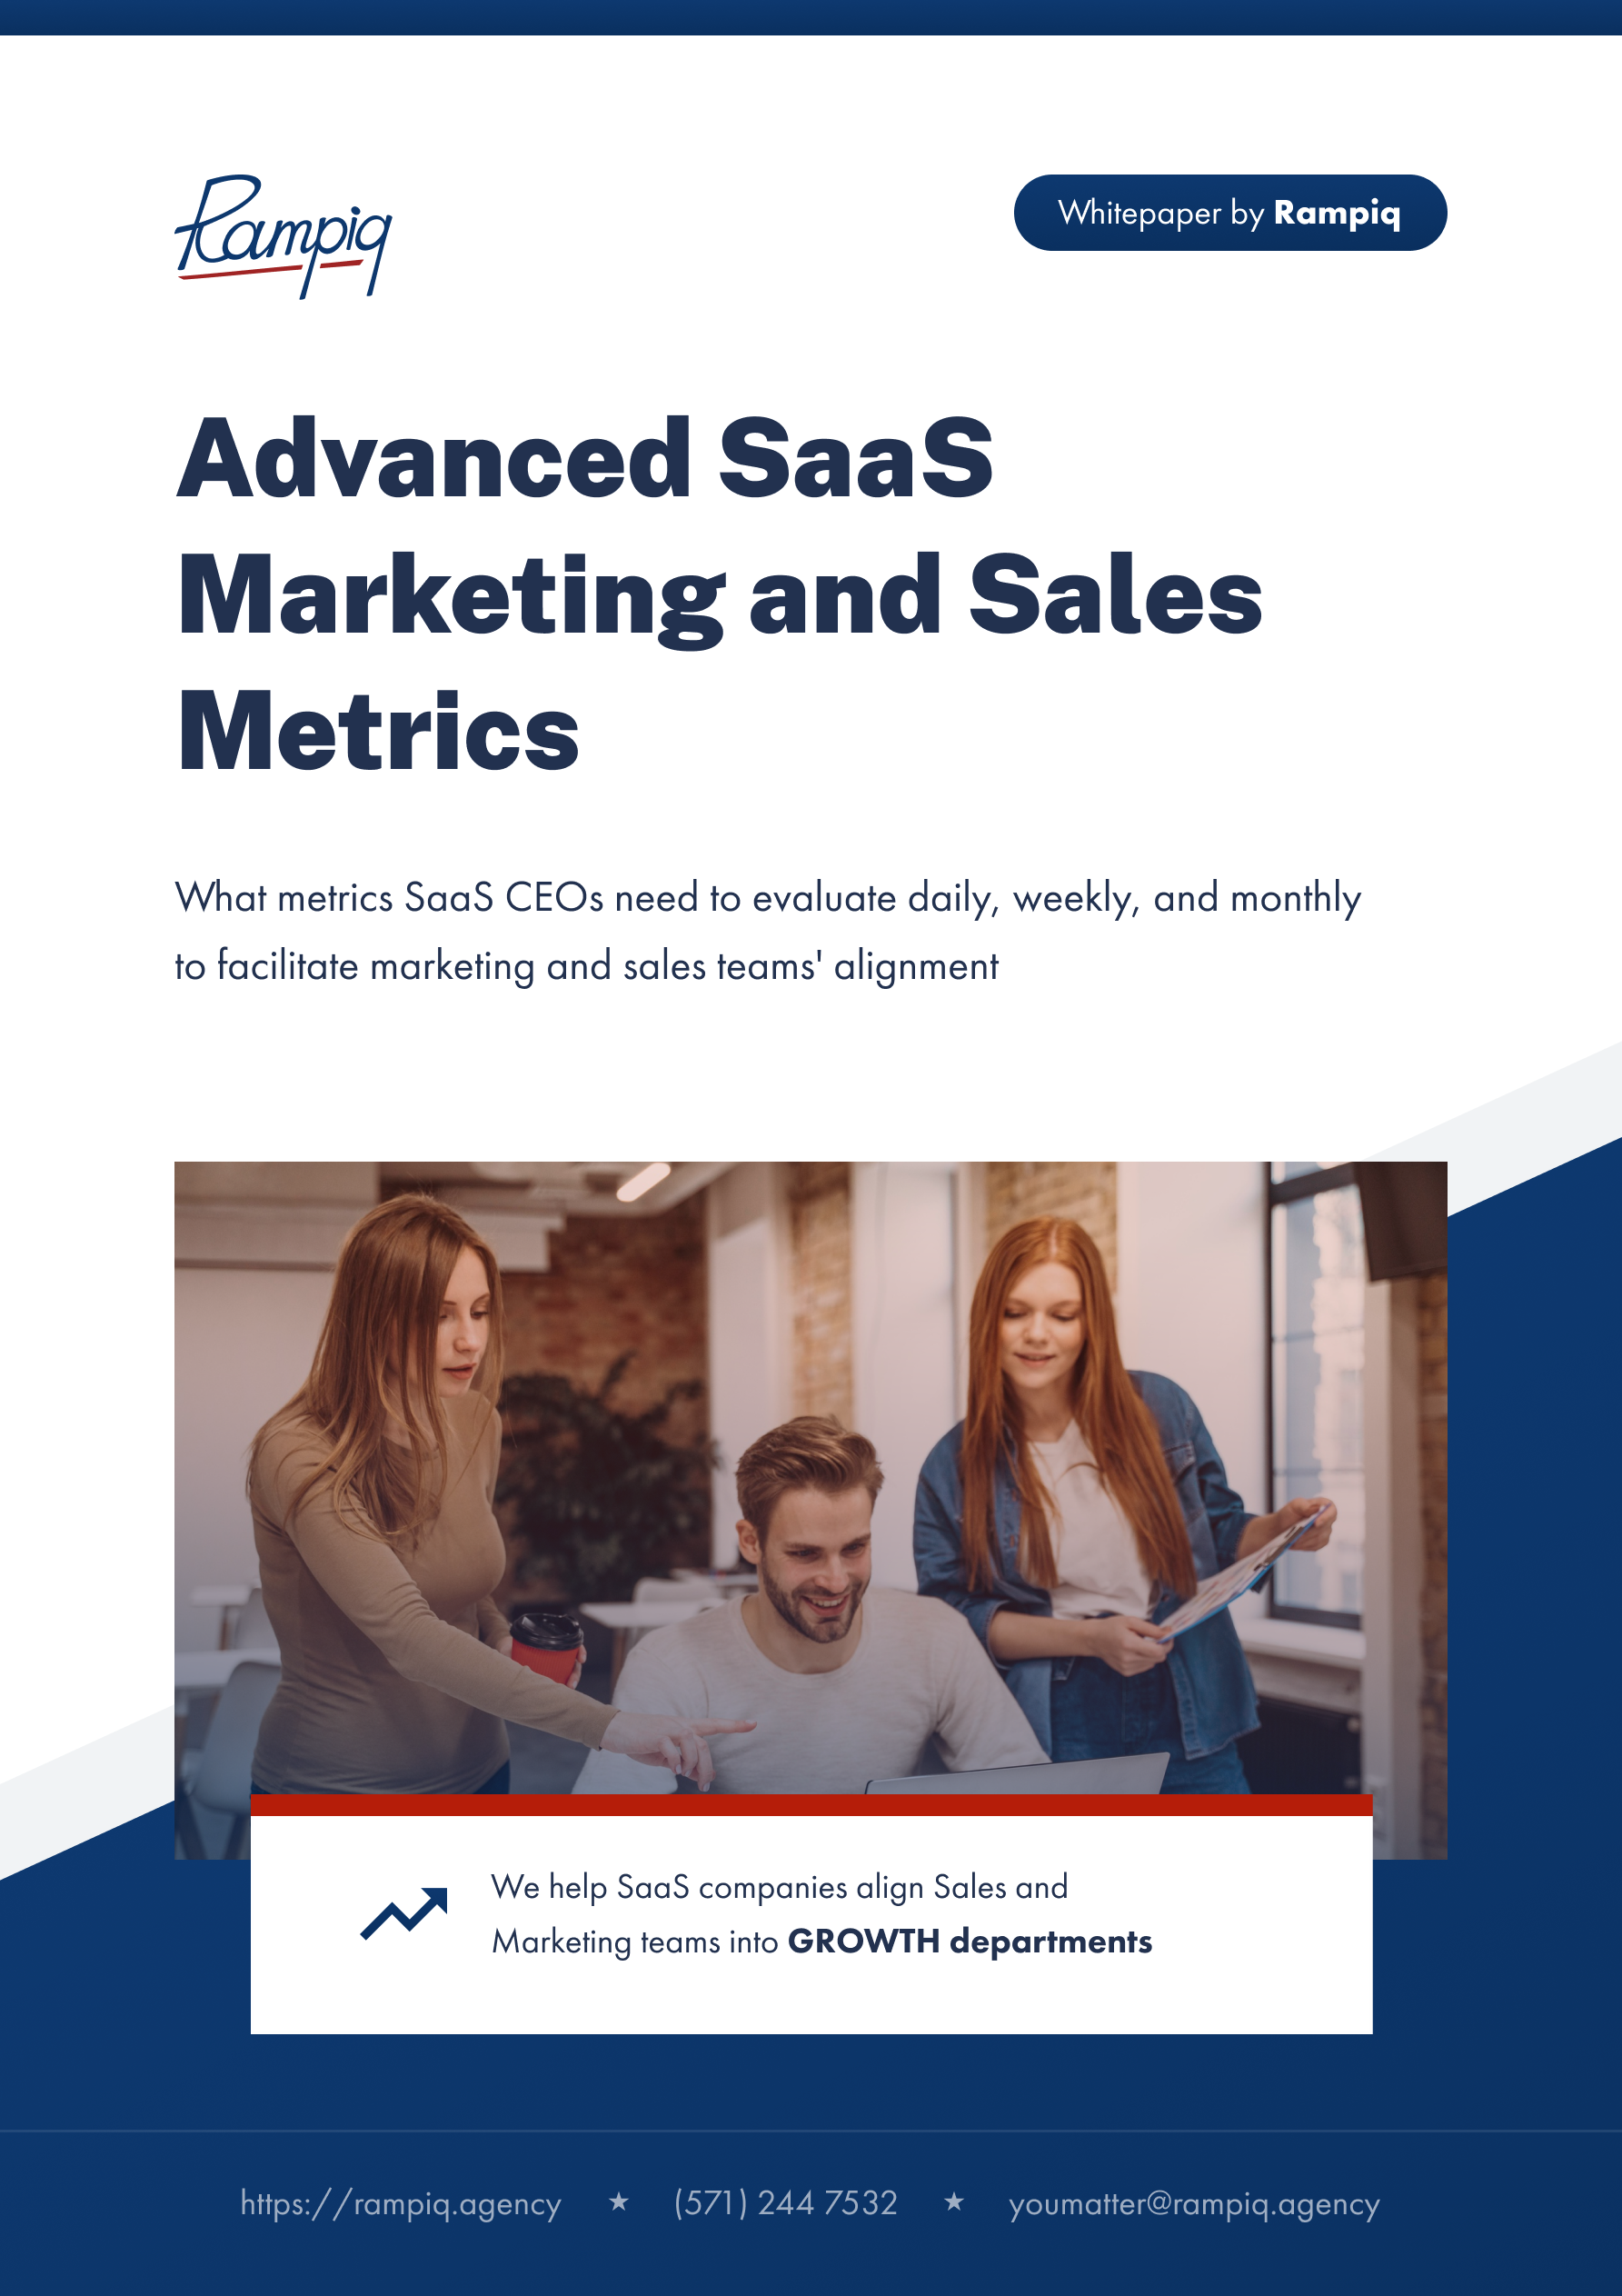 Rampiq
Whitepaper by Rampiq
Advanced SaaS
Marketing and Sales
Metrics
What metrics SaaS CEOs need to evaluate daily, weekly, and monthly
to facilitate marketing and sales teams' alignment
We help SaaS companies align Sales and
Marketing teams into GROWTH departments
https://rampiq.agency ★ (571) 244 7532 ★ youmatter@rampiq.agency